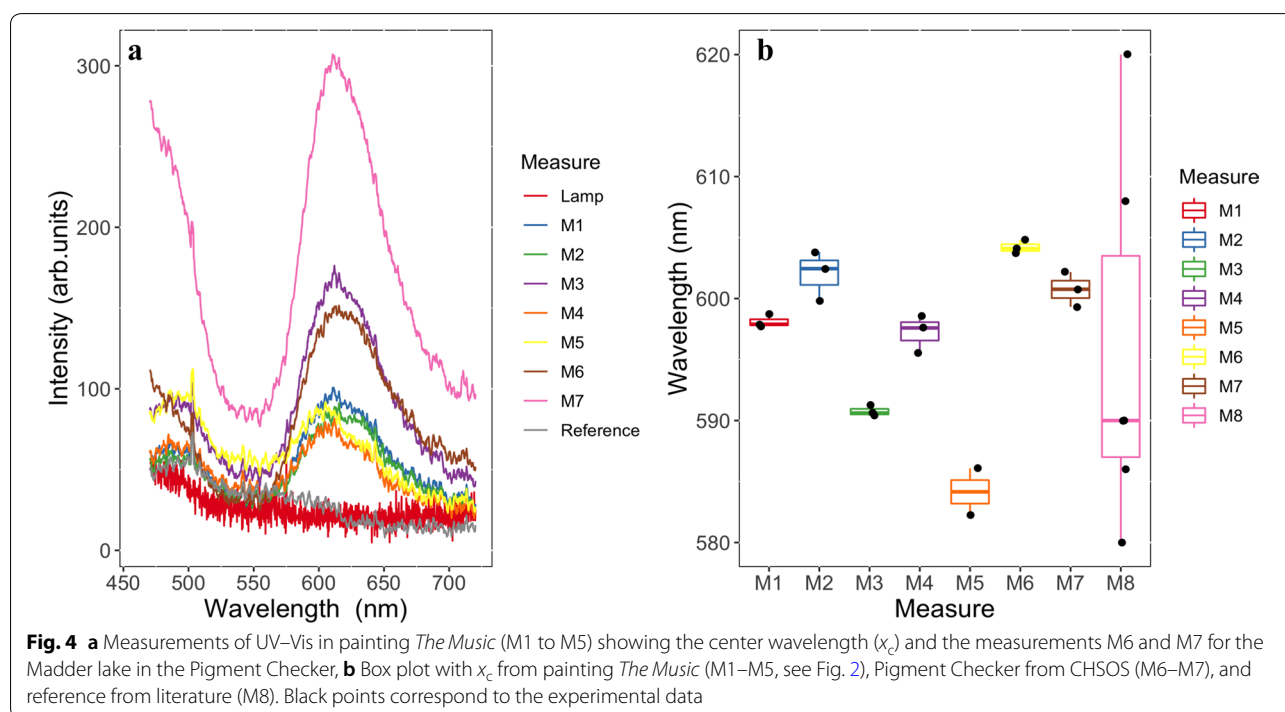 a
300
200
100
0
450 500 550 600 650 700
Intensity (arb.units)
Wavelength (nm)
Measure
Lamp
M1
M2
M3
M4
M5
M6
M7
Reference
b
620
610
600
590
580
Wavelength (nm)
M1 M2 M3 M4 M5 M6 M7 M8
Measure
Measure
M1
M2
M3
M4
M5
M6
M7
M8
Fig. 4 a Measurements of UV–Vis in painting The Music (M1 to M5) showing the center wavelength (xc) and the measurements M6 and M7 for the
Madder lake in the Pigment Checker, b Box plot with xc from painting The Music (M1–M5, see Fig. 2), Pigment Checker from CHSOS (M6–M7), and
reference from literature (M8). Black points correspond to the experimental data